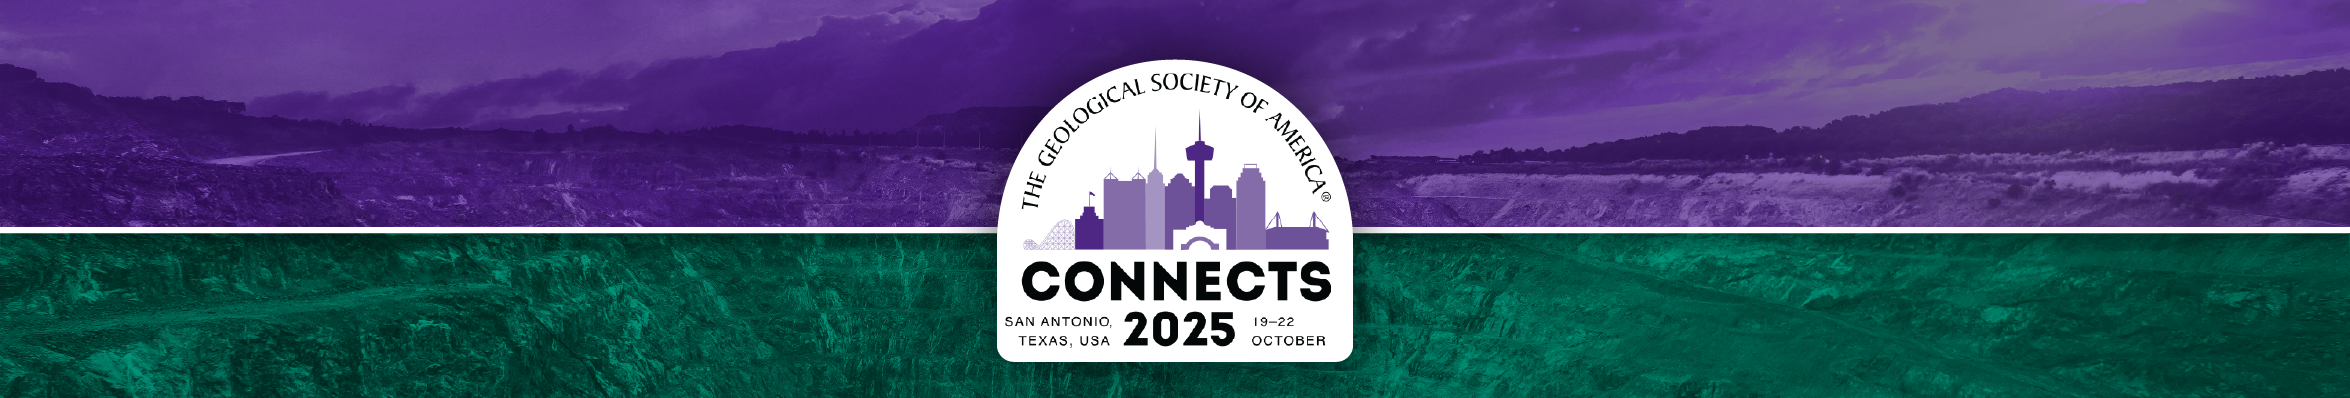 THE GEOLOGICAL SOCIETY OF AMERICA®
CONNECTS
SAN ANTONIO,
TEXAS, USA
2025
19–22
OCTOBER